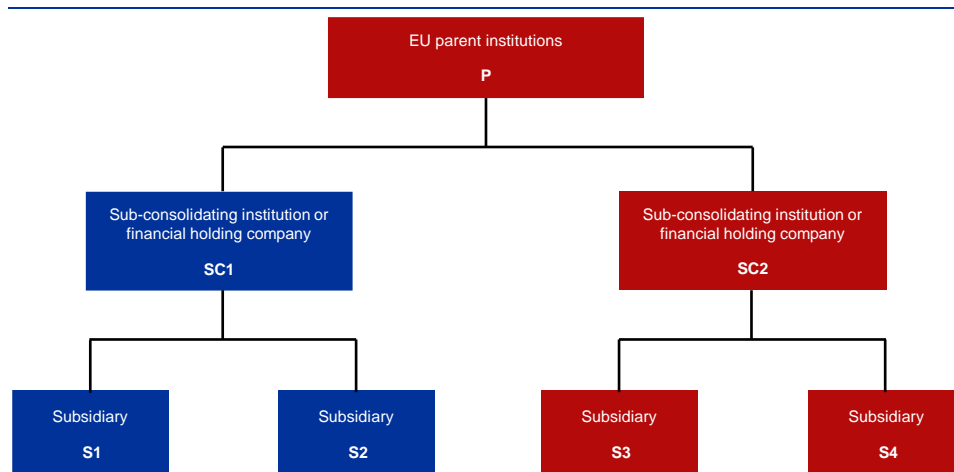 EU parent institutions
P
Sub-consolidating institution or
financial holding company
SC1
Sub-consolidating institution or
financial holding company
SC2
Subsidiary
S1
Subsidiary
S2
Subsidiary
S3
Subsidiary
S4